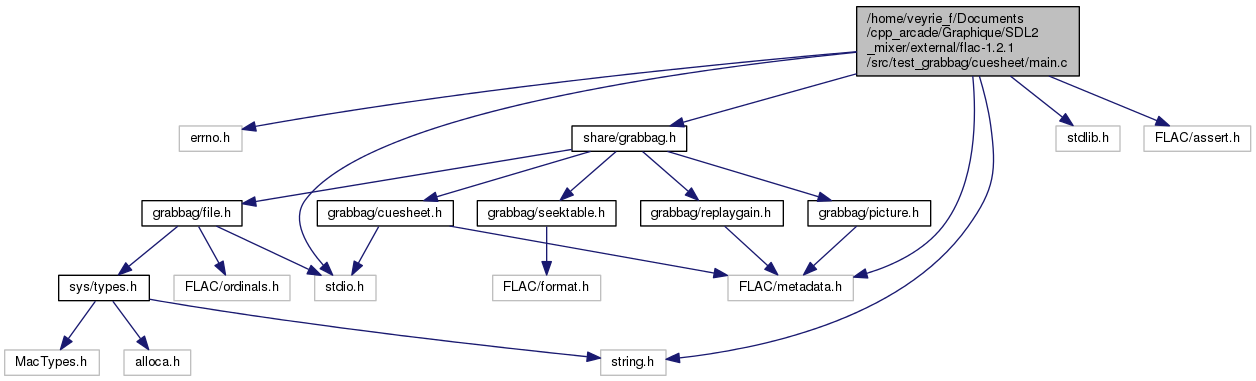 /home/veyrie_f/Documents
/cpp_arcade/Graphique/SDL2
_mixer/external/flac-1.2.1
/src/test_grabbag/cuesheet/main.c
errno.h
share/grabbag.h
stdlib.h
FLAC/assert.h
grabbag/file.h
grabbag/cuesheet.h
grabbag/seektable.h
grabbag/replaygain.h
grabbag/picture.h
sys/types.h
FLAC/ordinals.h
stdio.h
FLAC/format.h
FLAC/metadata.h
MacTypes.h
alloca.h
string.h